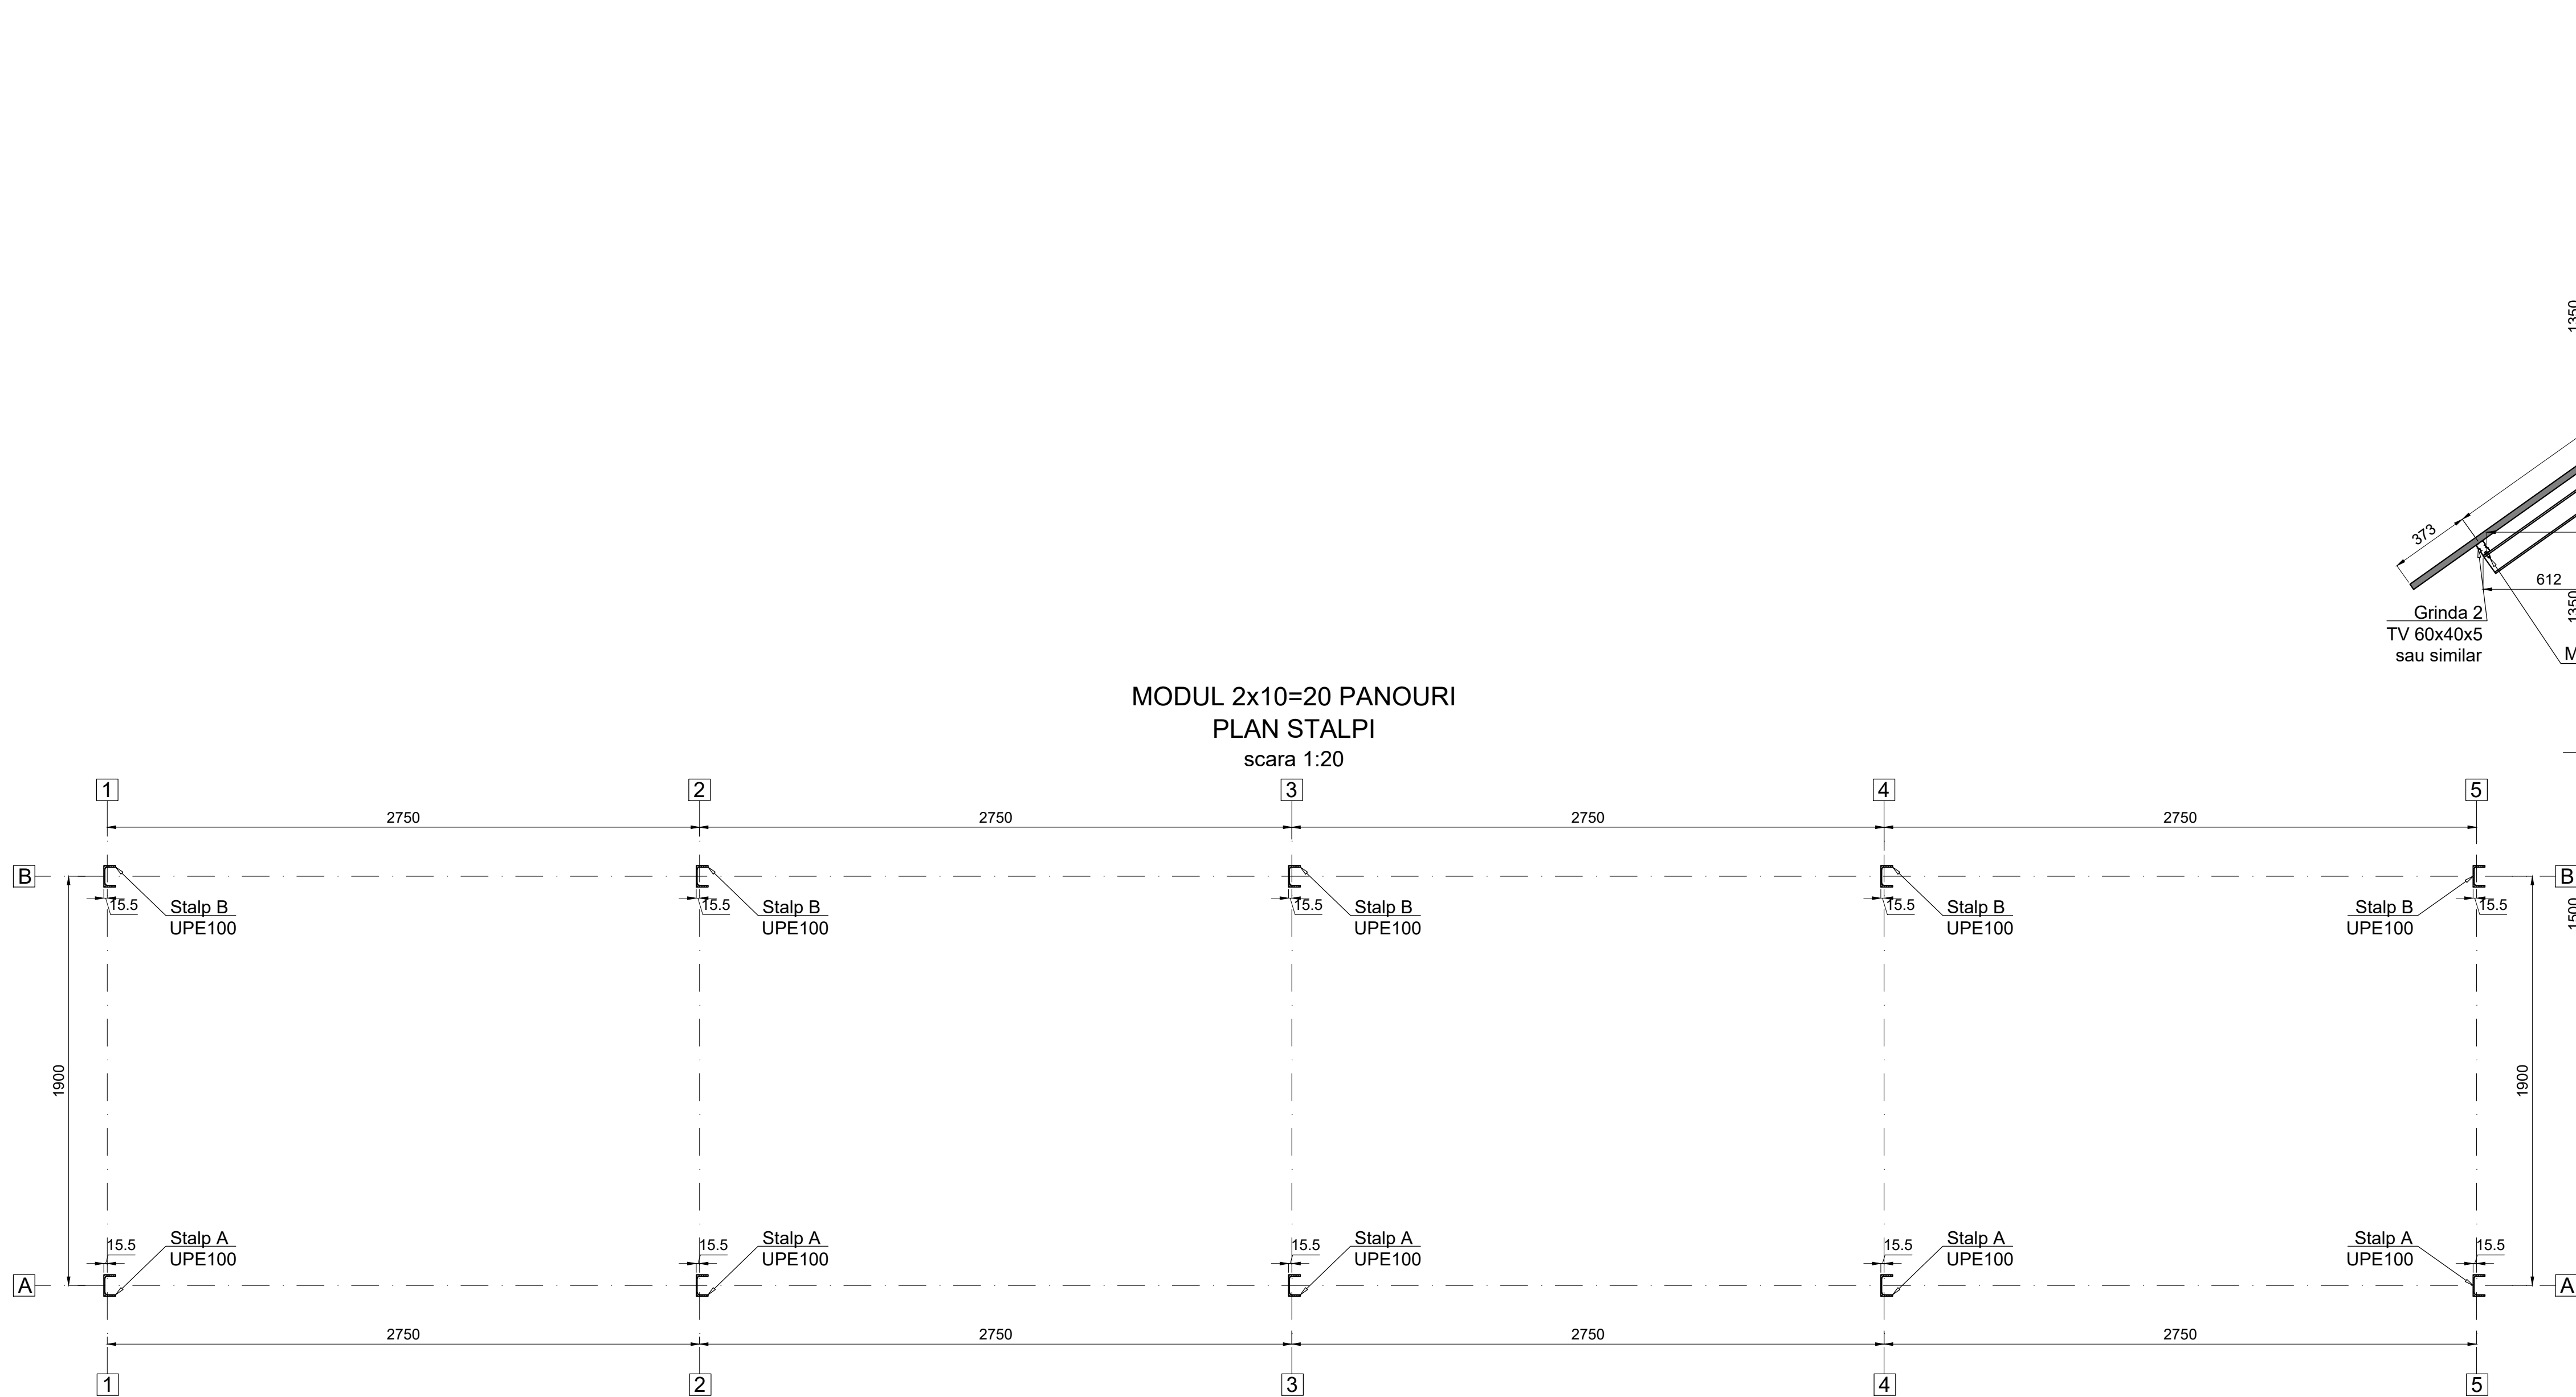 1350
373
612
1350
Grinda 2
TV 60x40x5
sau similar
M
MODUL 2x10=20 PANOURI
PLAN STALPI
scara 1:20
1 2 3 4 5
2750 2750 2750 2750
B B
15.5 15.5 15.5 15.5 15.5
Stalp B Stalp B Stalp B Stalp B Stalp B
UPE100 UPE100 UPE100 UPE100 UPE100
1500
1900 1900
Stalp A Stalp A Stalp A Stalp A Stalp A
15.5 15.5 15.5 15.5 15.5
UPE100 UPE100 UPE100 UPE100 UPE100
A A
2750 2750 2750 2750
1 2 3 4 5